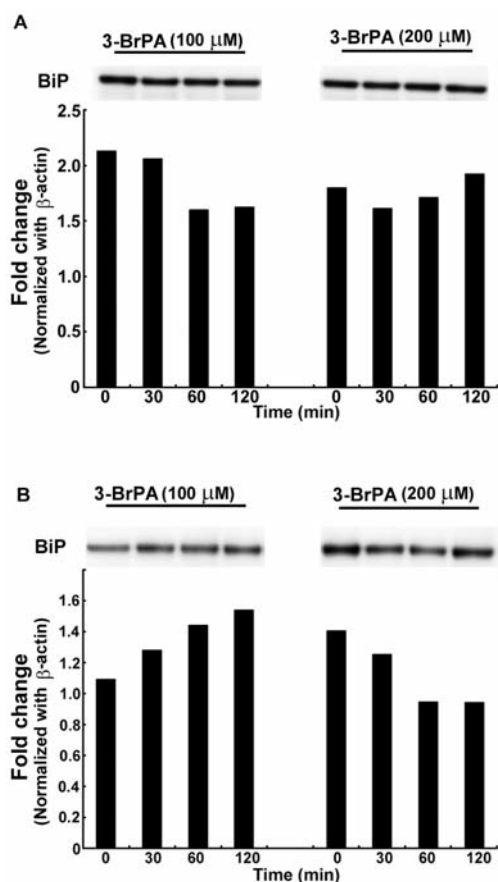 A
3-BrPA (100 μM)
3-BrPA (200 μM)
BiP
2.5
2.0
1.5
1.0
0.5
0
Fold change
(Normalized with β-actin)
0 30 60 120 0 30 60 120
Time (min)
B
3-BrPA (100 μM)
3-BrPA (200 μM)
BiP
1.6
1.4
1.2
1.0
0.8
0.6
0.4
0.2
0
Fold change
(Normalized with β-actin)
0 30 60 120 0 30 60 120
Time (min)